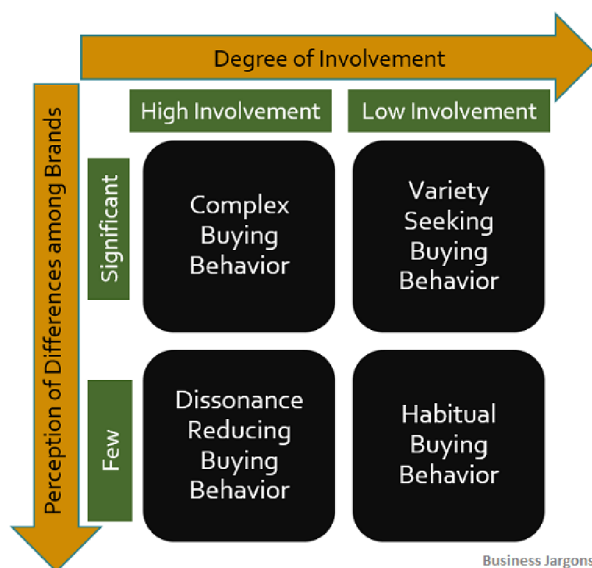 Degree of Involvement
High Involvement
Low Involvement
Perception of Differences among Brands
Significant
Complex
Buying
Behavior
Variety
Seeking
Buying
Behavior
Few
Dissonance
Reducing
Buying
Behavior
Habitual
Buying
Behavior
Business Jargons